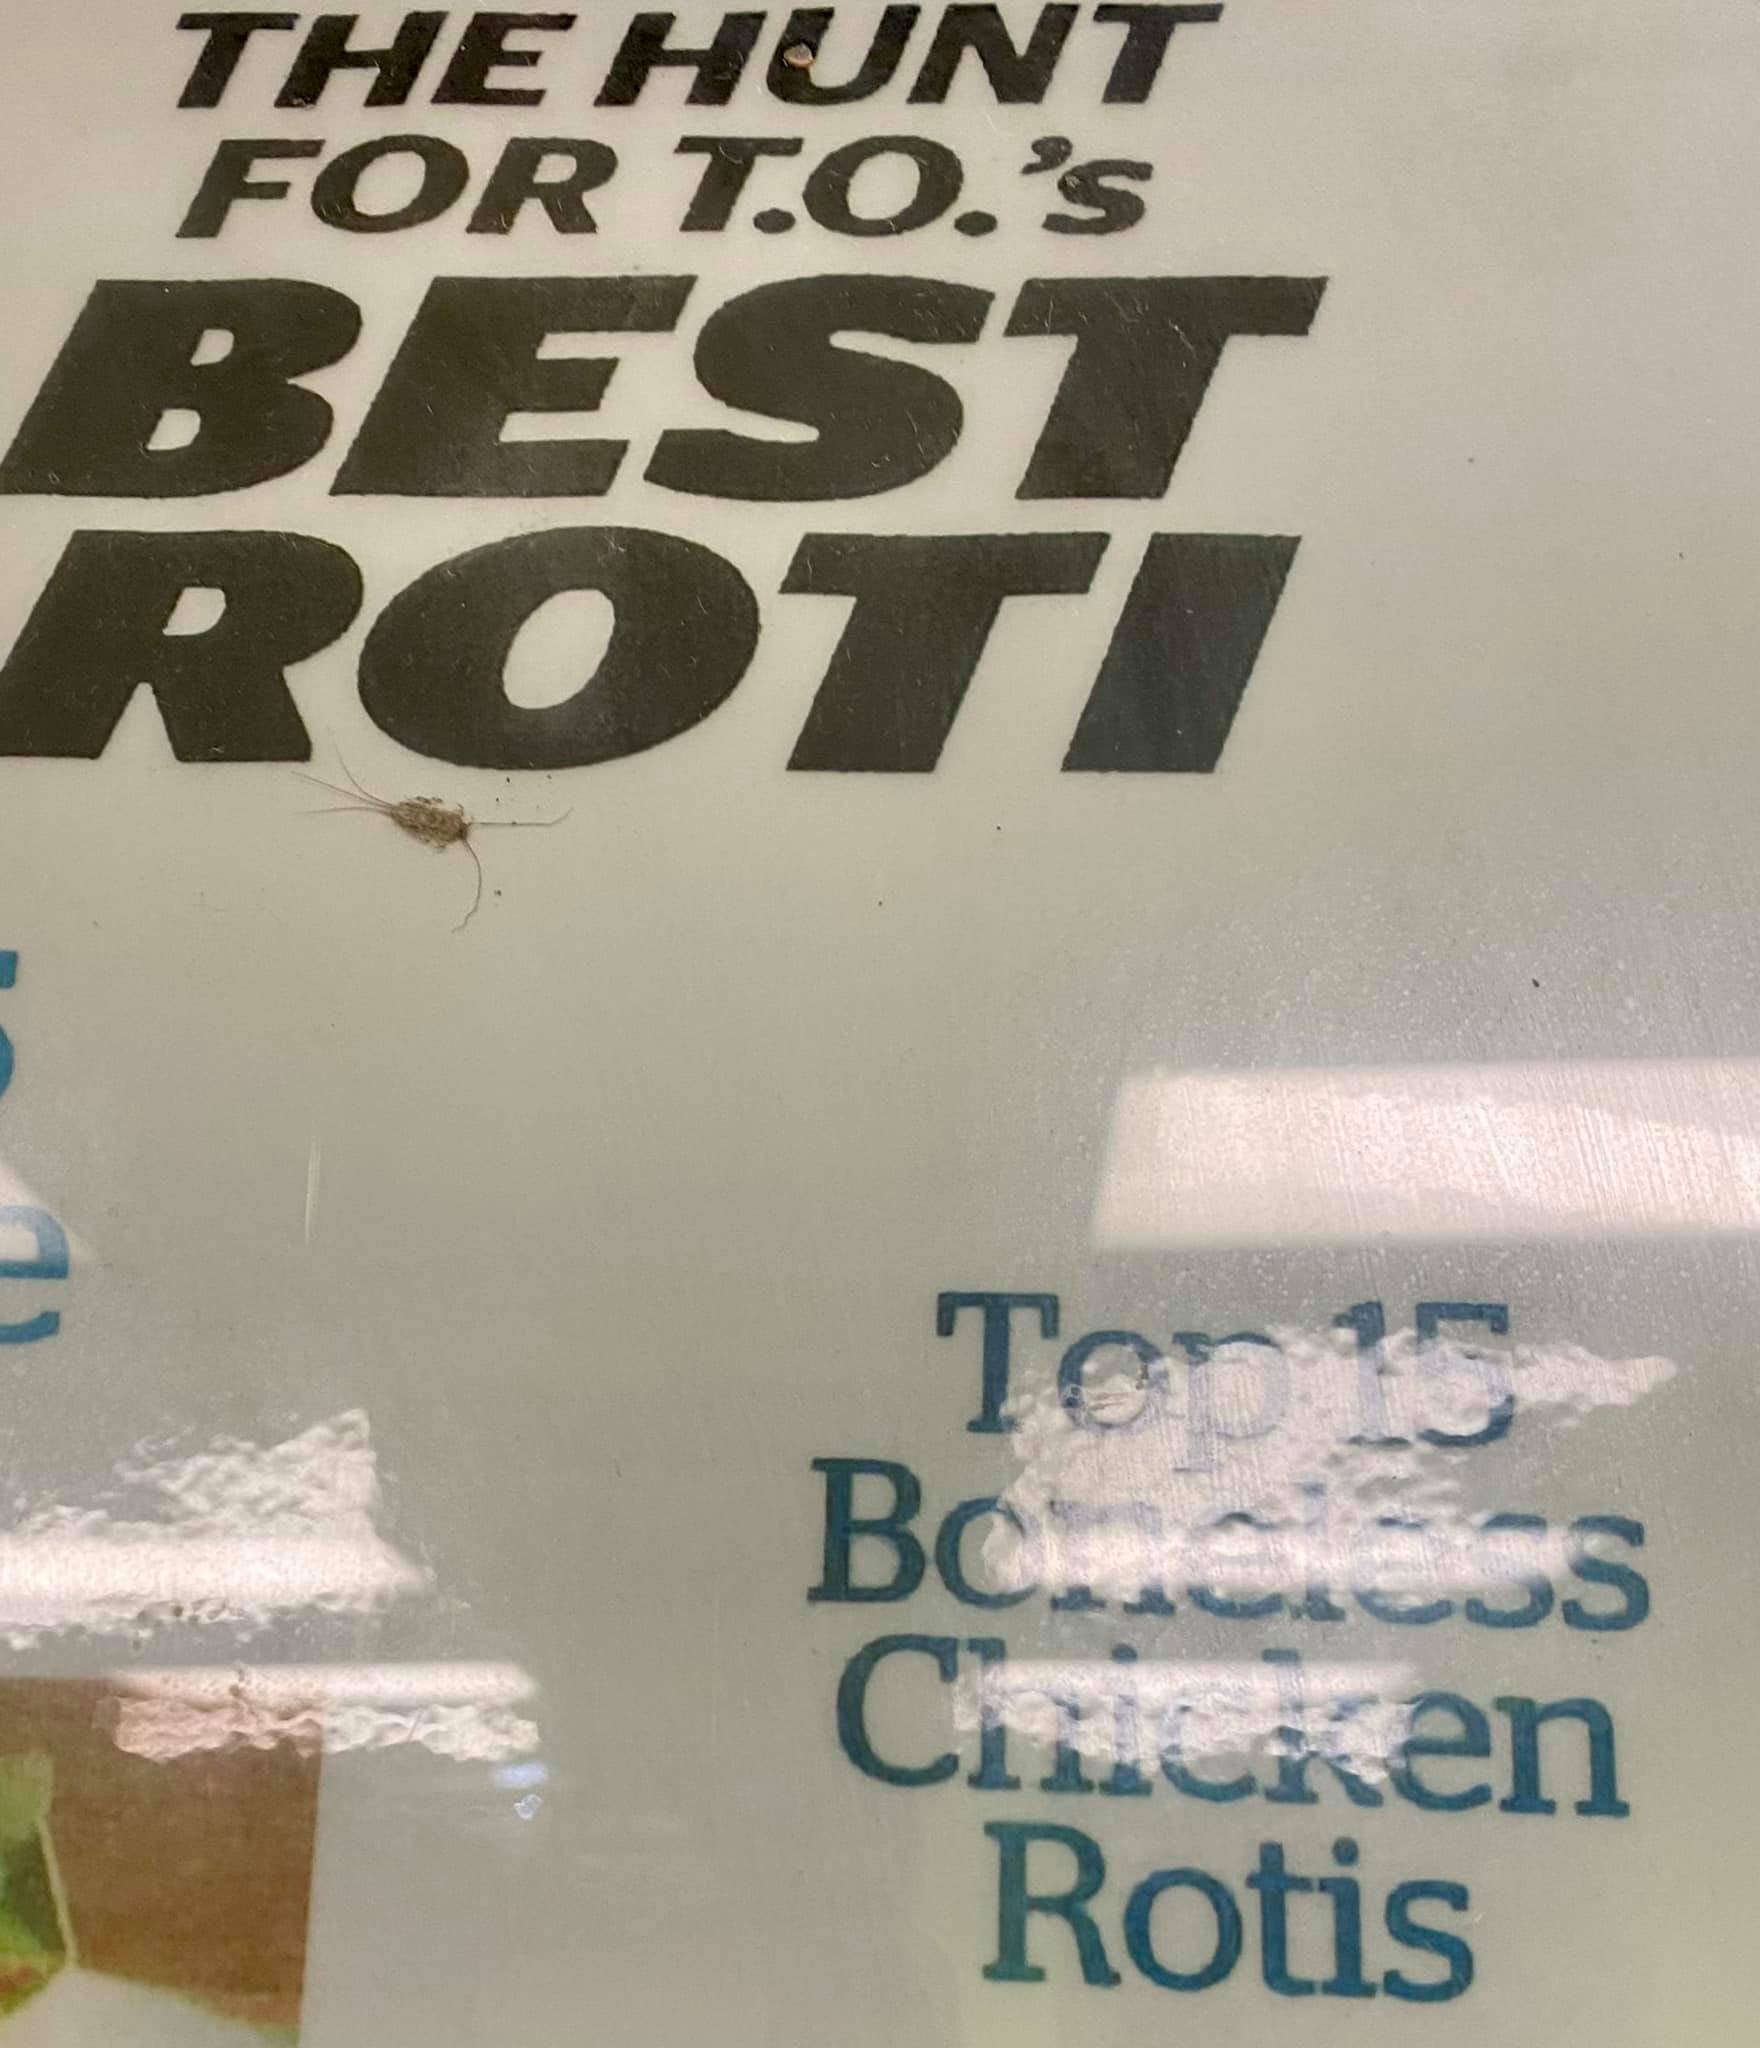 THE HUNT
FOR T.O.'s
BEST
ROTI
Top 15
Boneless
Chicken
Rotis